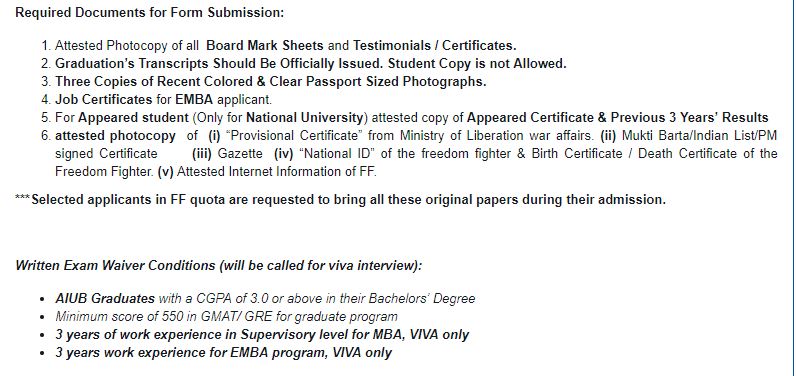 Required Documents for Form Submission:
1. Attested Photocopy of all Board Mark Sheets and Testimonials / Certificates.
2. Graduation's Transcripts Should Be Officially Issued. Student Copy is not Allowed.
3. Three Copies of Recent Colored & Clear Passport Sized Photographs.
4. Job Certificates for EMBA applicant.
5. For Appeared student (Only for National University) attested copy of Appeared Certificate & Previous 3 Years' Results
6. attested photocopy of (i) "Provisional Certificate" from Ministry of Liberation war affairs. (ii) Mukti Barta/Indian List/PM
signed Certificate (iii) Gazette (iv) "National ID" of the freedom fighter & Birth Certificate / Death Certificate of the
Freedom Fighter. (v) Attested Internet Information of FF.
***Selected applicants in FF quota are requested to bring all these original papers during their admission.
Written Exam Waiver Conditions (will be called for viva interview):
• AIUB Graduates with a CGPA of 3.0 or above in their Bachelors' Degree
• Minimum score of 550 in GMAT/ GRE for graduate program
• 3 years of work experience in Supervisory level for MBA, VIVA only
• 3 years work experience for EMBA program, VIVA only